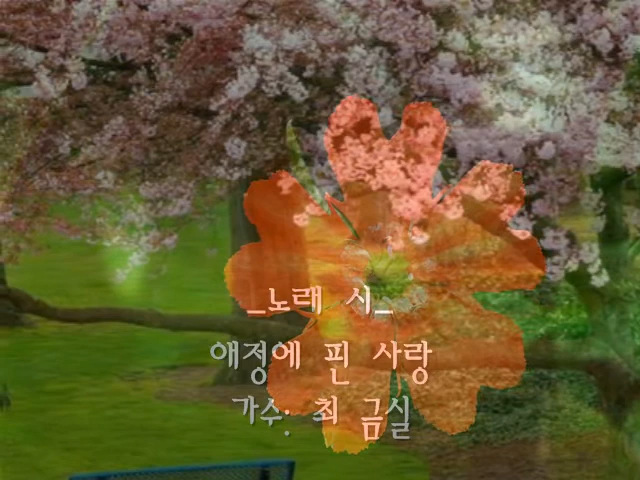 _노래 시_
애정에 핀 사랑
가수: 최 금실